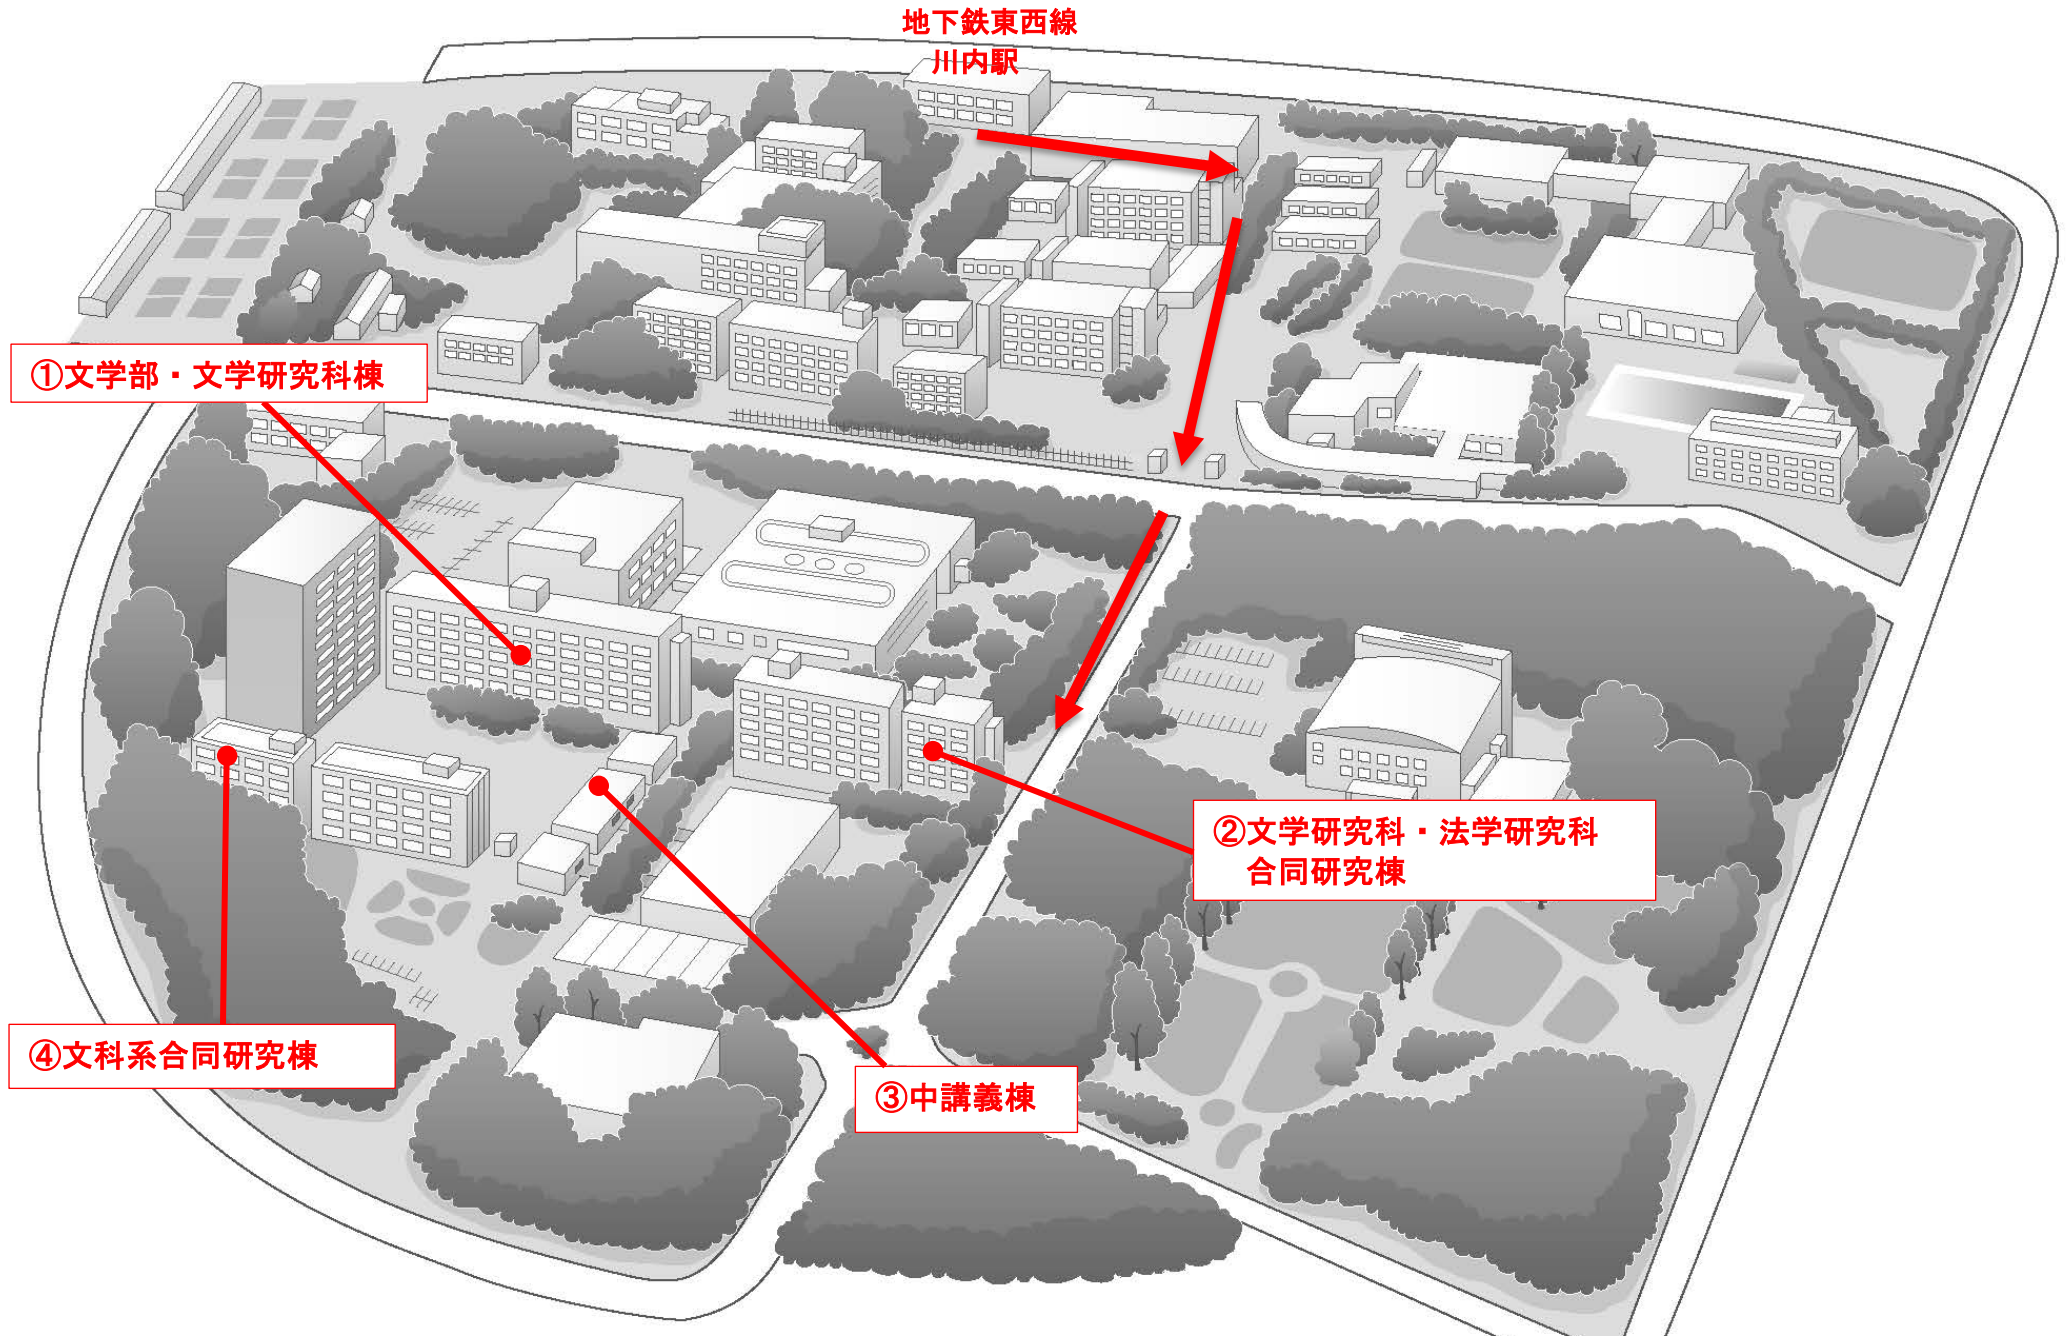 地下鉄東西線
川内駅
①文学部・文学研究科棟
②文学研究科・法学研究科
合同研究棟
④文科系合同研究棟
③中講義棟